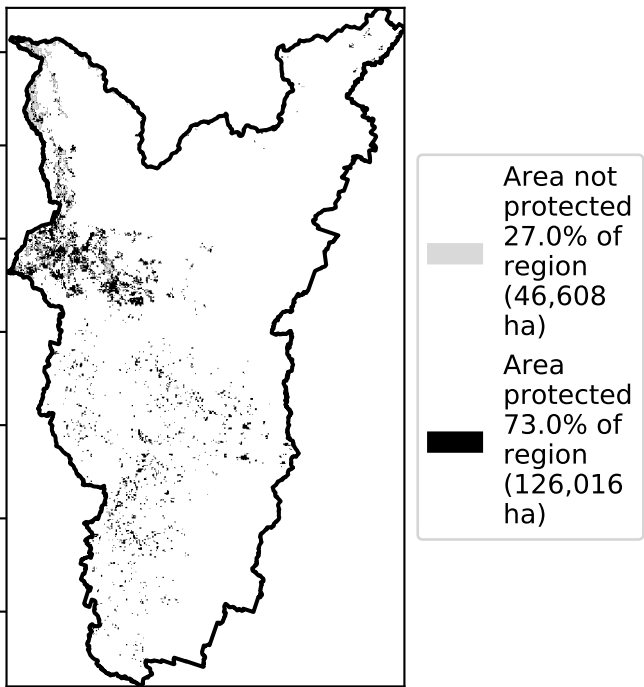 Area not
protected
27.0% of
region
(46,608
ha)
Area
protected
73.0% of
region
(126,016
ha)